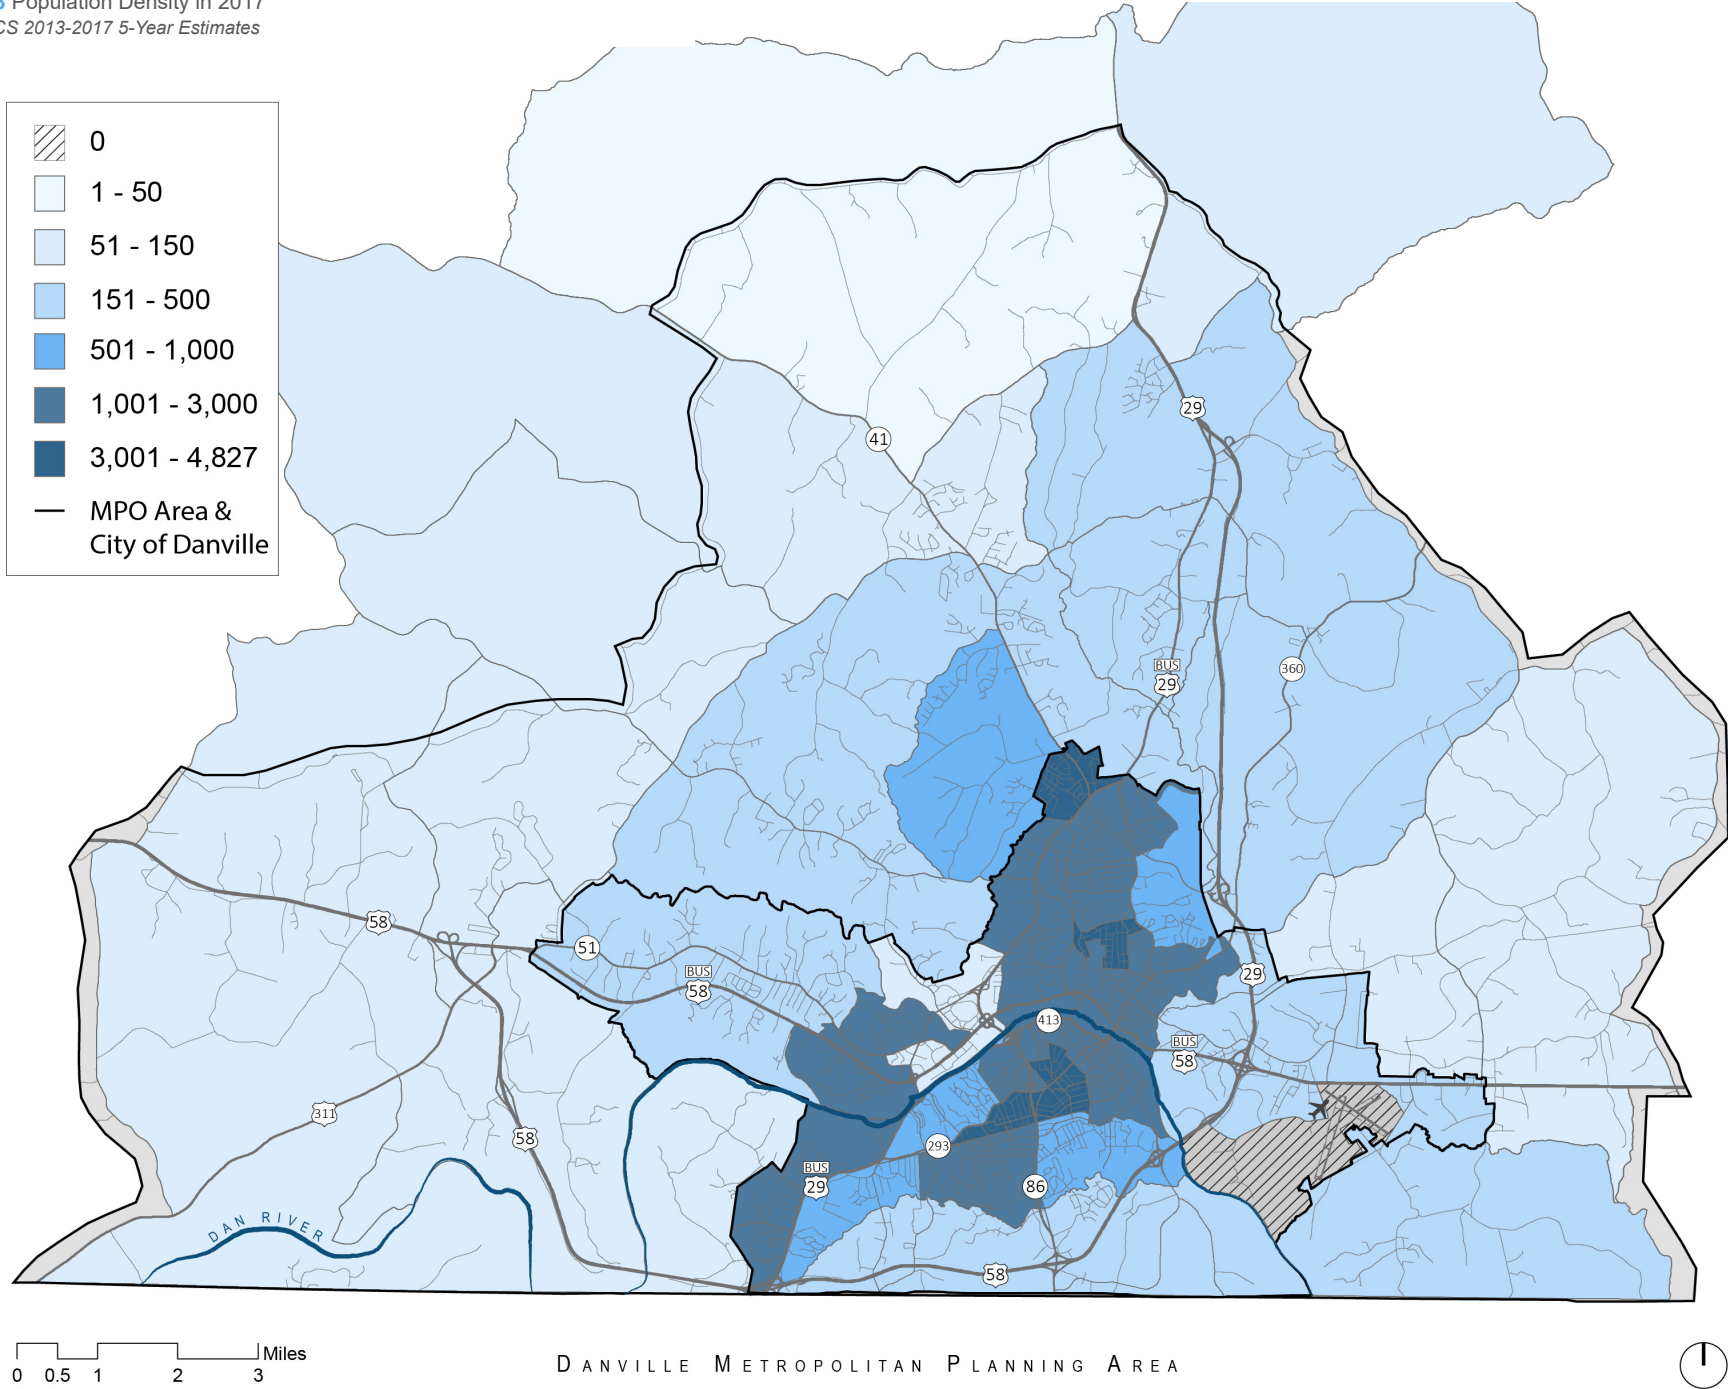 Population Density in 2017
CS 2013-2017 5-Year Estimates
0
1 - 50
51 - 150
151 - 500
501 - 1,000
1,001 - 3,000
3,001 - 4,827
MPO Area &
City of Danville
41
29
BUS
29
360
58
51
BUS
58
29
413
BUS
58
311
58
293
BUS
29
86
DAN RIVER
58
Miles
0 0.5 1 2 3
DANVILLE METROPOLITAN PLANNING AREA